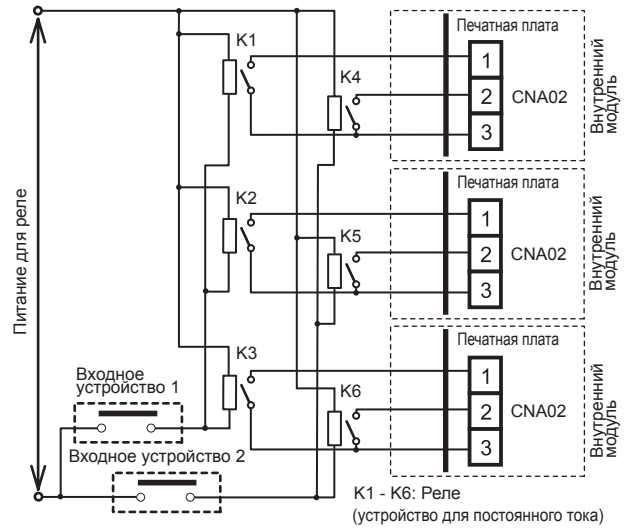 Питание для реле
K1
K4
Печатная плата
1
2
3
CNA02
Внутренний
модуль
K2
K5
Печатная плата
1
2
3
CNA02
Внутренний
модуль
K3
K6
Печатная плата
1
2
3
CNA02
Внутренний
модуль
Входное
устройство 1
Входное устройство 2
K1 - K6: Реле
(устройство для постоянного тока)